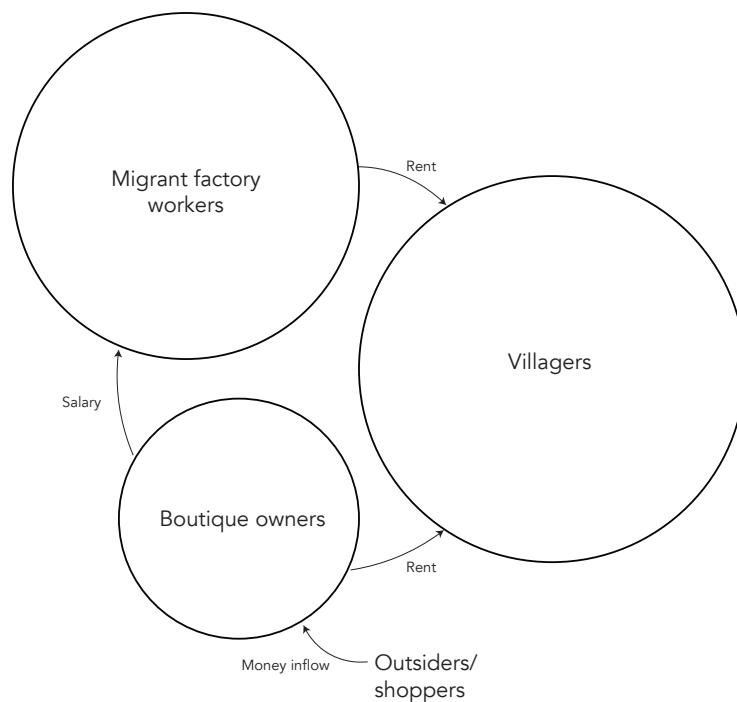 Migrant factory
workers
Rent
Villagers
Salary
Boutique owners
Rent
Money inflow
Outsiders/
shoppers